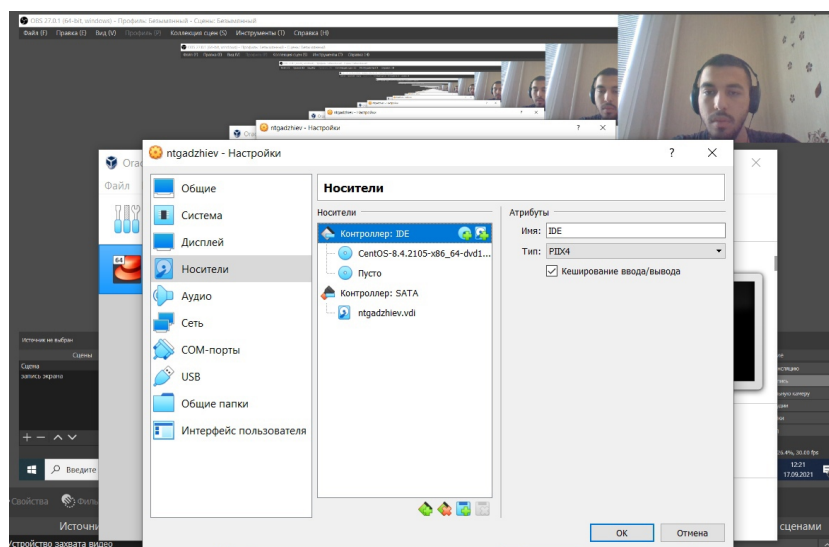 OBS 27.0.1 (64-bit, windows) - Профиль: Безымянный - Сцены: Безымянный
Файл (F) Правка (E) Вид (V) Профиль (P) Коллекция сцен (S) Инструменты (T) Справка (H)
ntgadzhiev - Настройки ? ×
ntgadzhiev - Настройки ? ×
Файл
Общие
Система
Дисплей
Носители
Аудио
Сеть
COM-порты
USB
Общие папки
Интерфейс пользователя
Носители
Носители
Контроллер: IDE
CentOS-8.4.2105-x86_64-dvd1...
Пусто
Контроллер: SATA
ntgadzhiev.vdi
Атрибуты
Имя: IDE
Тип: PIIX4
Кеширование ввода/вывода
64
Источник не выбран
Сцены
Сцена
запись экрана
Введите
12:21
17.09.2021
Свойства
OK Отмена
сценами
Устройство захвата видео